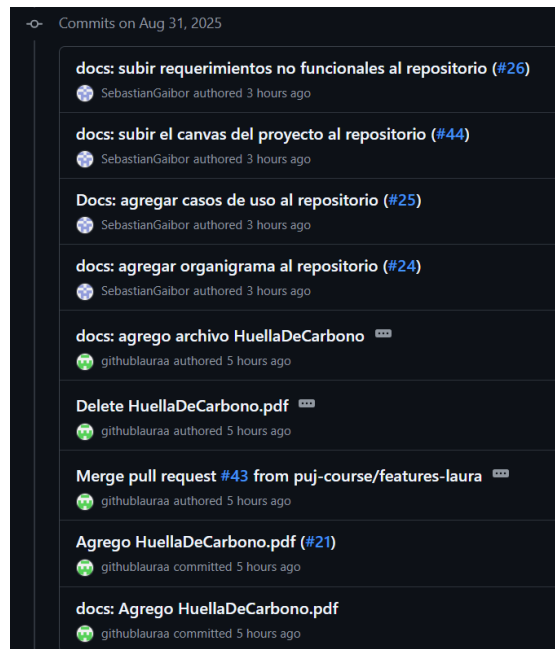 Commits on Aug 31, 2025
docs: subir requerimientos no funcionales al repositorio (#26)
SebastianGaibor authored 3 hours ago
docs: subir el canvas del proyecto al repositorio (#44)
SebastianGaibor authored 3 hours ago
Docs: agregar casos de uso al repositorio (#25)
SebastianGaibor authored 3 hours ago
docs: agregar organigrama al repositorio (#24)
SebastianGaibor authored 3 hours ago
docs: agrego archivo HuellaDeCarbono
githublauraa authored 5 hours ago
Delete HuellaDeCarbono.pdf
githublauraa authored 5 hours ago
Merge pull request #43 from puj-course/features-laura
githublauraa authored 5 hours ago
Agrego HuellaDeCarbono.pdf (#21)
githublauraa committed 5 hours ago
docs: Agrego HuellaDeCarbono.pdf
githublauraa committed 5 hours ago